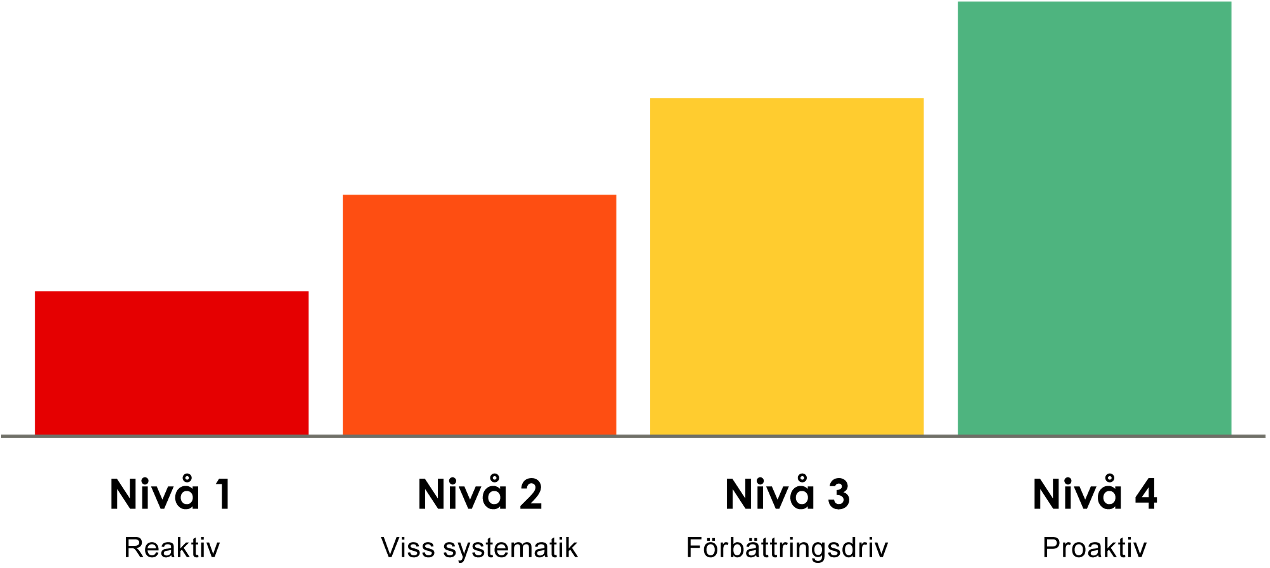 Nivå 1
Reaktiv
Nivå 2
Viss systematik
Nivå 3
Förbättringsdriv
Nivå 4
Proaktiv